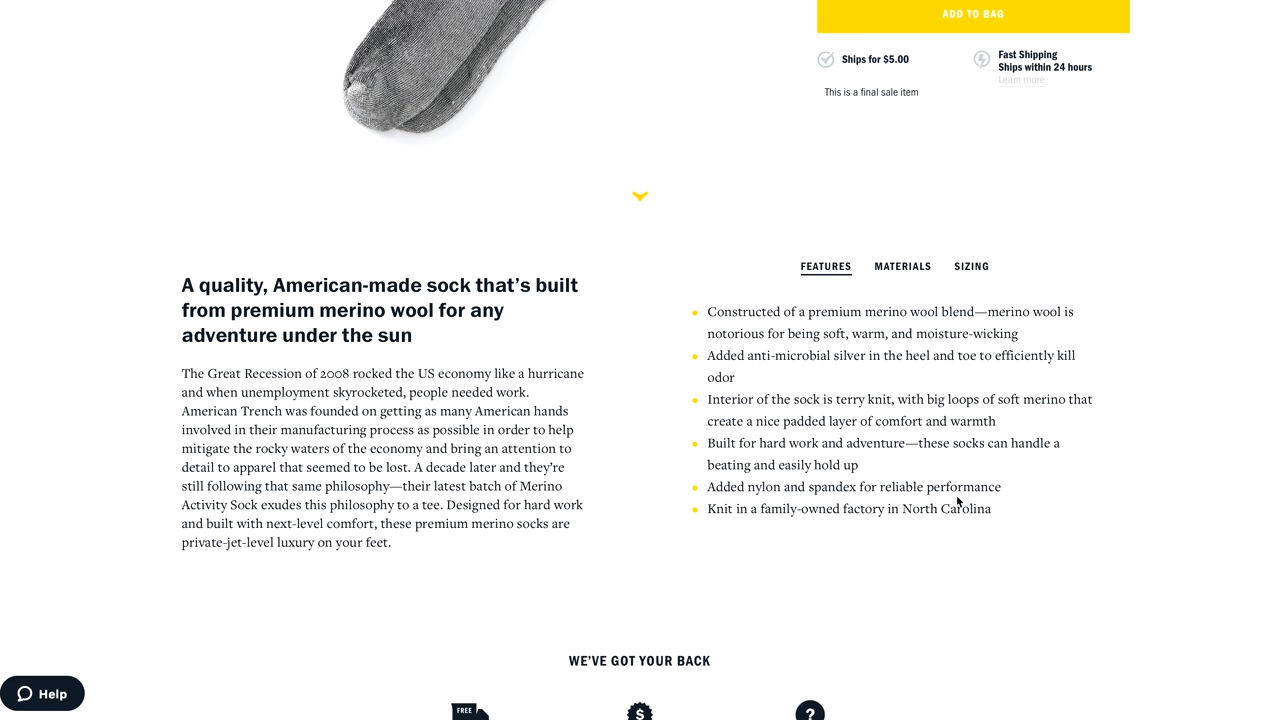 ADD TO BAG
Ships for $5.00
Fast Shipping
Ships within 24 hours
Learn more
This is a final sale item
FEATURES MATERIALS SIZING
A quality, American-made sock that's built
from premium merino wool for any
adventure under the sun
The Great Recession of 2008 rocked the US economy like a hurricane
and when unemployment skyrocketed, people needed work.
American Trench was founded on getting as many American hands
involved in their manufacturing process as possible in order to help
mitigate the rocky waters of the economy and bring an attention to
detail to apparel that seemed to be lost. A decade later and they're
still following that same philosophy—their latest batch of Merino
Activity Sock exudes this philosophy to a tee. Designed for hard work
and built with next-level comfort, these premium merino socks are
private-jet-level luxury on your feet.
Constructed of a premium merino wool blend—merino wool is
notorious for being soft, warm, and moisture-wicking
Added anti-microbial silver in the heel and toe to efficiently kill
odor
Interior of the sock is terry knit, with big loops of soft merino that
create a nice padded layer of comfort and warmth
Built for hard work and adventure—these socks can handle a
beating and easily hold up
Added nylon and spandex for reliable performance
Knit in a family-owned factory in North Carolina
WE'VE GOT YOUR BACK
FREE
$
?
Help